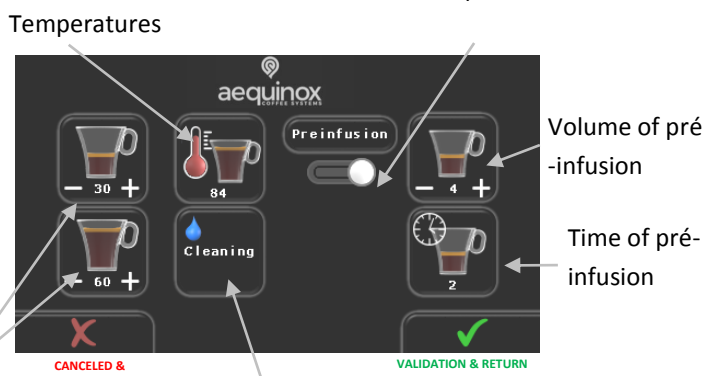 Temperatures
aequinox
COFFEE SYSTEMS
Preinfusion
Volume of pré
-infusion
30
84
4
Cleaning
Time of pré-
infusion
60
2
CANCELED &
VALIDATION & RETURN